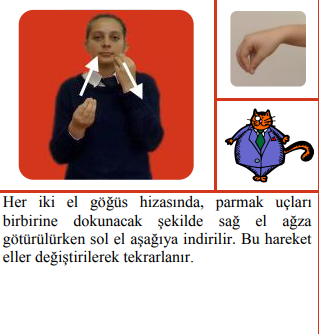 Her iki el göğüs hizasında, parmak uçları
birbirine dokunacak şekilde sağ el ağza
götürülürken sol el aşağıya indirilir. Bu hareket
eller değiştirilerek tekrarlanır.